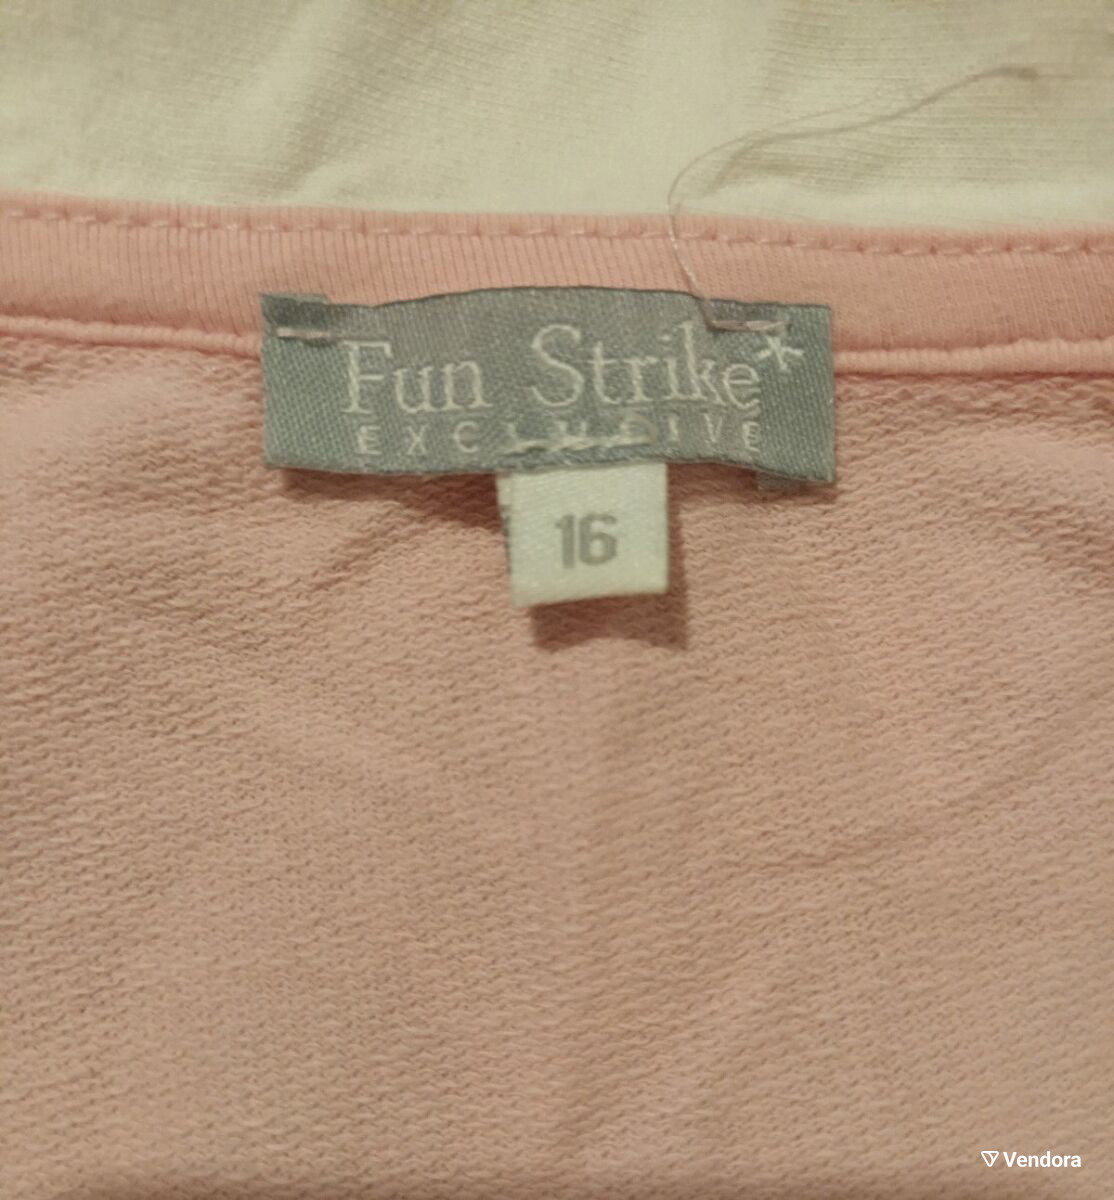 Fun Strike*
EXCLUSIVE
16
Vendora